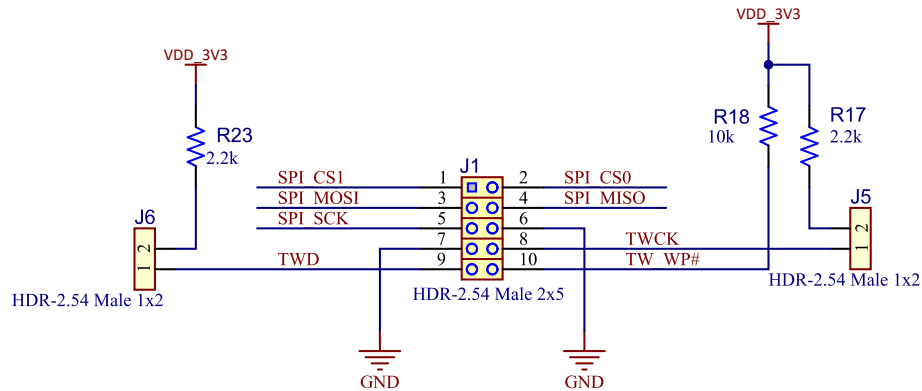 VDD_3V3
VDD_3V3
R23
2.2k
R18
10k
R17
2.2k
J1
SPI_CS1
1
2
SPI_CS0
SPI_MOSI
3
4
SPI_MISO
SPI_SCK
5
6
7
8
TWCK
TWD
9
10
TW_WP#
J6
2
1
J5
2
1
HDR-2.54 Male 1x2
HDR-2.54 Male 2x5
HDR-2.54 Male 1x2
GND
GND